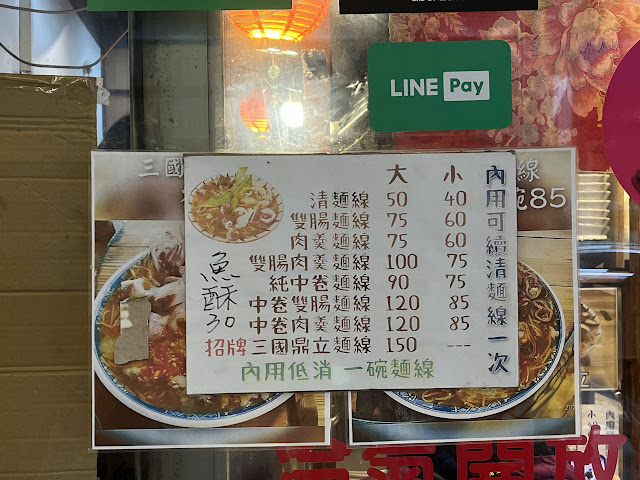 LINE Pay
三國
線
碗85
大 小
清麵線 50 40
雙腸麵線 75 60
肉羹麵線 75 60
雙腸肉羹麵線 100 75
純中卷麵線 90 75
中卷雙腸麵線 120 85
中卷肉羹麵線 120 85
招牌 三國鼎立麵線 150 ---
魚酥30
內用可續清麵線一次
內用低消 一碗麵線
開放